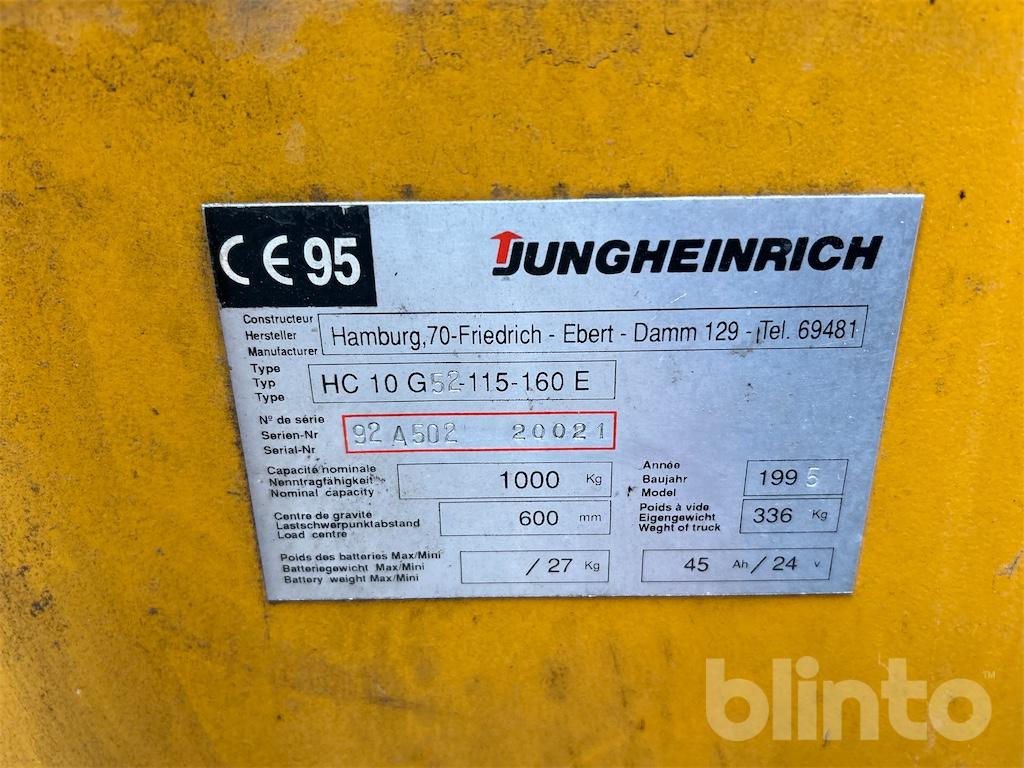 CE 95
JUNGHEINRICH
Constructeur
Hersteller
Manufacturer
Hamburg,70-Friedrich - Ebert - Damm 129 - Tel. 69481
Type
Typ
Type
HC 10 G52-115-160 E
Nº de série
Serien-Nr
Serial-Nr
92 A502 20021
Capacité nominale
Nenntragfähigkeit
Nominal capacity
1000 Kg
Année
Baujahr
Model
1995
Centre de gravité
Lastschwerpunktabstand
Load centre
600 mm
Poids à vide
Eigengewicht
Weght of truck
336 Kg
Poids des batteries Max/Mini
Batteriegewicht Max/Mini
Battery weight Max/Mini
/ 27 Kg
45 Ah / 24 v
blinto™